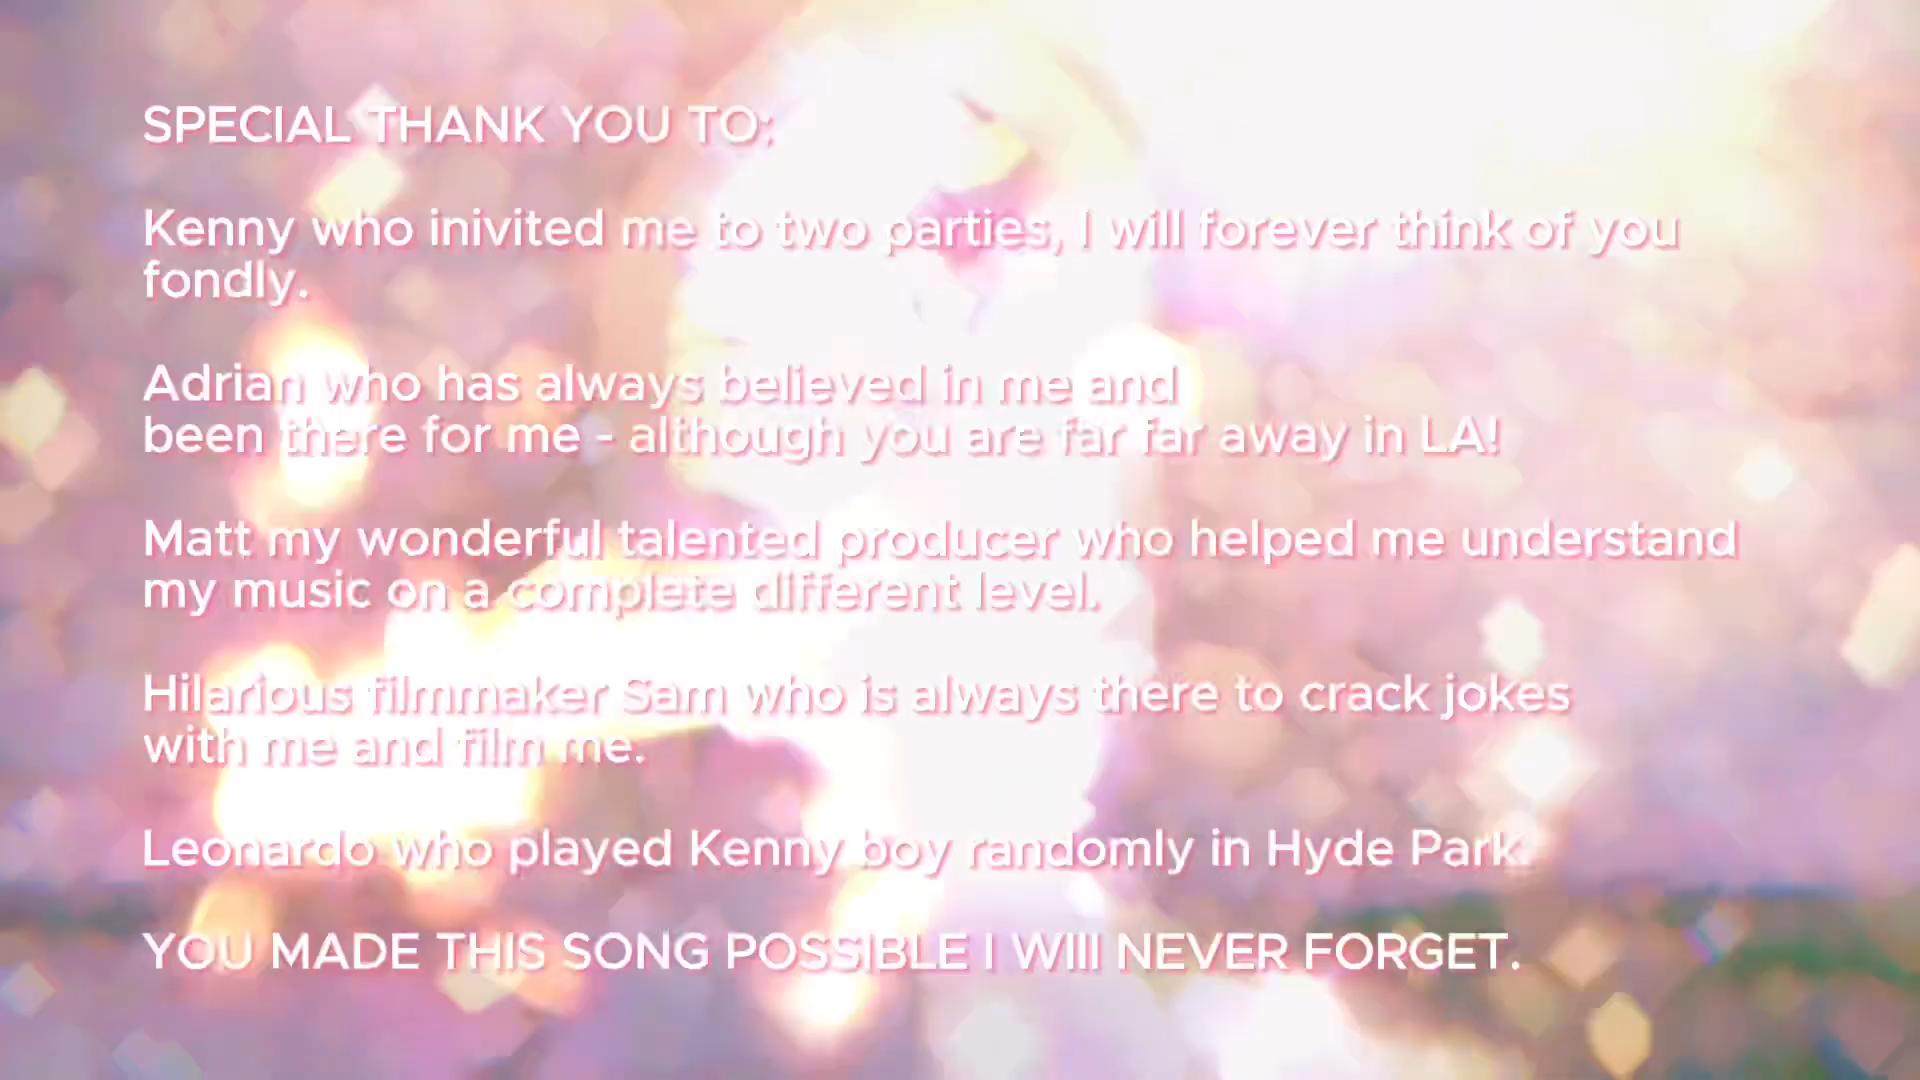 SPECIAL THANK YOU TO:
Kenny who inivited me to two parties, I will forever think of you
fondly.
Adrian who has always believed in me and
been there for me - although you are far far away in LA!
Matt my wonderful talented producer who helped me understand
my music on a complete different level.
Hilarious filmmaker Sam who is always there to crack jokes
with me and film me.
Leonardo who played Kenny boy randomly in Hyde Park.
YOU MADE THIS SONG POSSIBLE I WIll NEVER FORGET.